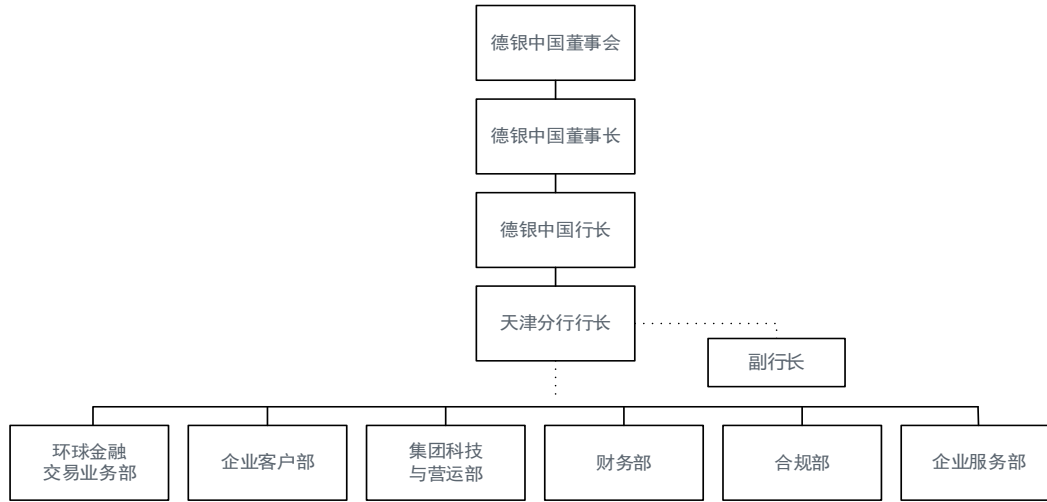 德银中国董事会
德银中国董事长
德银中国行长
天津分行行长
副行长
环球金融
交易业务部
企业客户部
集团科技
与营运部
财务部
合规部
企业服务部